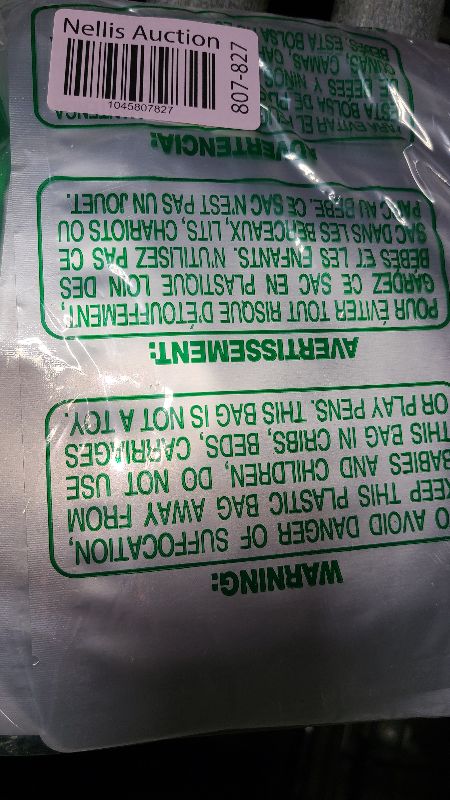 Nellis Auction
1045807827
807-827
WARNING:
O AVOID DANGER OF SUFFOCATION,
KEEP THIS PLASTIC BAG AWAY FROM
BABIES AND CHILDREN, DO NOT USE
THIS BAG IN CRIBS, BEDS, CARRIAGES
OR PLAY PENS. THIS BAG IS NOT A TOY.
AVERTISSEMENT:
POUR ÉVITER TOUT RISQUE D'ÉTOUFFEMENT,
GARDEZ CE SAC EN PLASTIQUE LOIN DES
BÉBÉS ET LES ENFANTS. N'UTILISEZ PAS CE
SAC DANS LES BERCEAUX, LITS, CHARIOTS OU
PARC AU BÉBÉ. CE SAC N'EST PAS UN JOUET.
ADVERTENCIA:
PARA EVITAR EL
ESTA BOLSA DE
DE BEBES Y NIÑOS
CUNAS, CAMAS,
BEBES. ESTA BOLSA